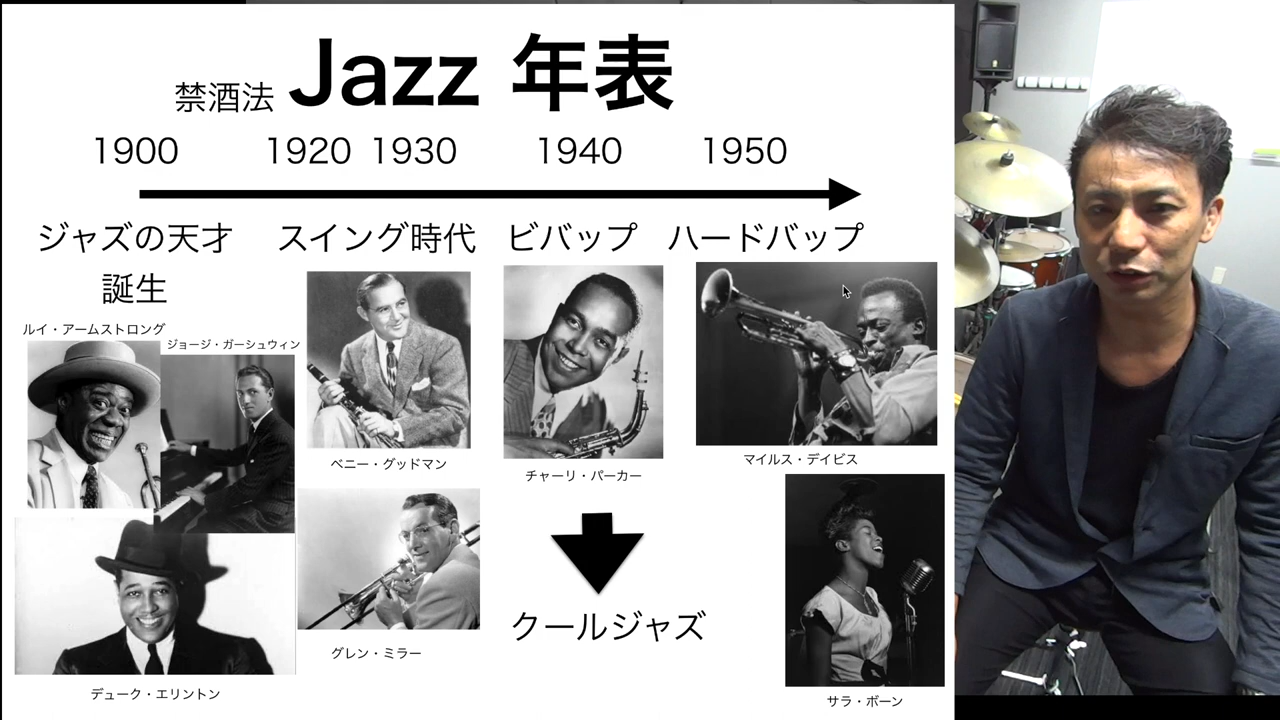 禁酒法 Jazz 年表
1900 1920 1930 1940 1950
ジャズの天才
誕生
スイング時代
ビバップ
ハードバップ
ルイ・アームストロング
ジョージ・ガーシュウィン
ベニー・グッドマン
チャーリ・パーカー
マイルス・デイビス
クールジャズ
グレン・ミラー
デューク・エリントン
サラ・ボーン